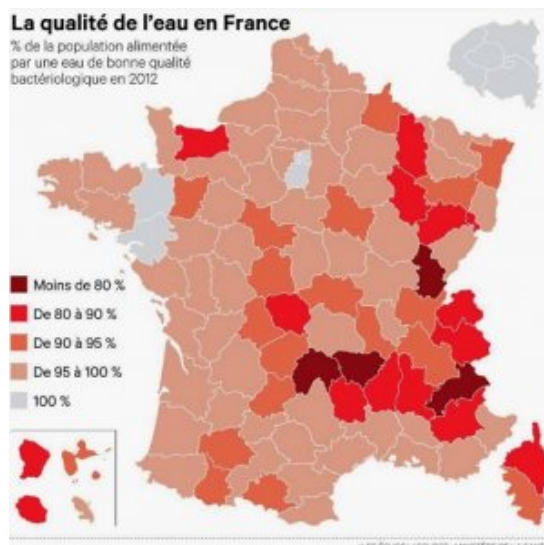 La qualité de l'eau en France
% de la population alimentée
par une eau de bonne qualité
bactériologique en 2012
Moins de 80 %
De 80 à 90 %
De 90 à 95 %
De 95 à 100 %
100 %